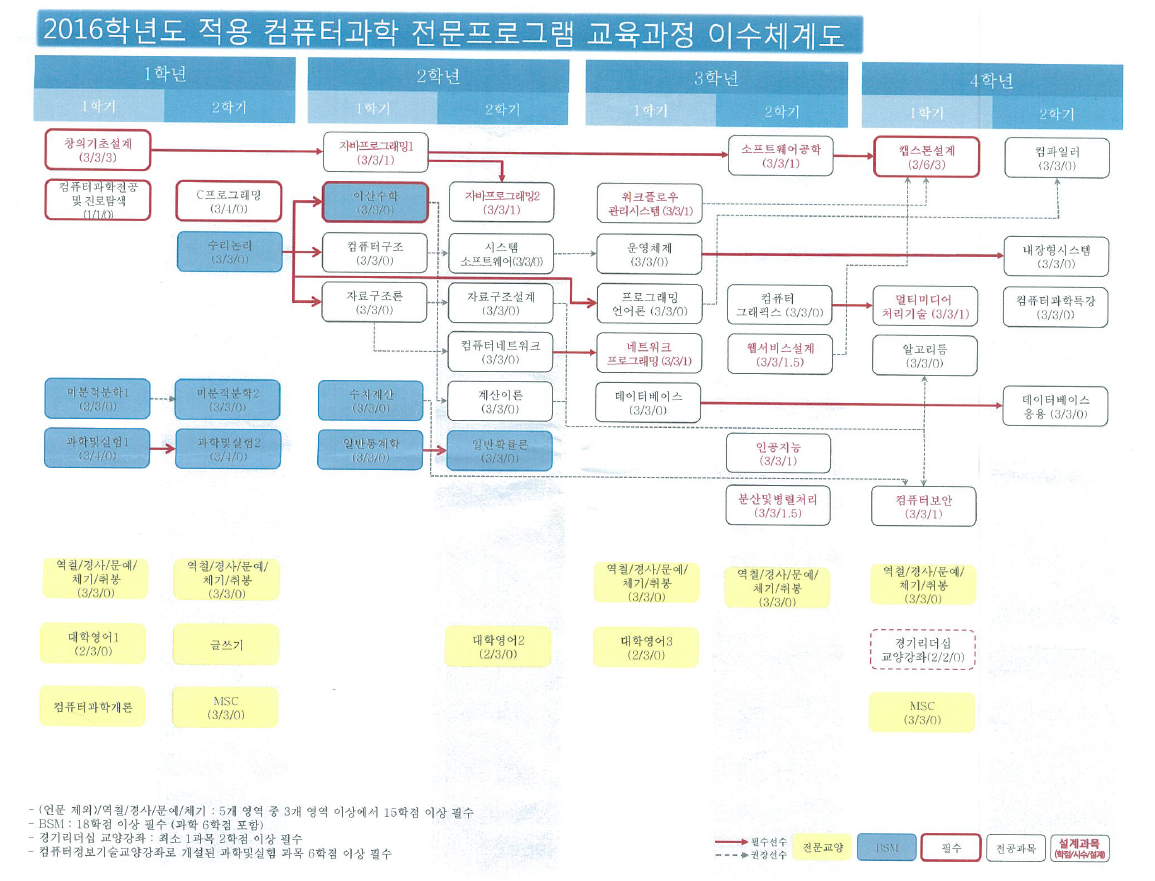 2016학년도 적용 컴퓨터과학 전문프로그램 교육과정 이수체계도
1학년
2학년
3학년
4학년
1학기
2학기
1학기
2학기
1학기
2학기
1학기
2학기
창의기초설계
(3/3/3)
자바프로그래밍1
(3/3/1)
소프트웨어공학
(3/3/1)
캡스톤설계
(3/6/3)
컴파일러
(3/3/0)
컴퓨터과학전공
및 진로탐색
(1/1/0)
C프로그래밍
(3/4/0)
이산수학
(3/3/0)
자바프로그래밍2
(3/3/1)
워크플로우
관리시스템 (3/3/1)
수리논리
(3/3/0)
컴퓨터구조
(3/3/0)
시스템
소프트웨어(3/3/0)
운영체제
(3/3/0)
내장형시스템
(3/3/0)
자료구조론
(3/3/0)
자료구조설계
(3/3/0)
프로그래밍
언어론 (3/3/0)
컴퓨터
그래픽스 (3/3/0)
멀티미디어
처리기술 (3/3/1)
컴퓨터과학특강
(3/3/0)
컴퓨터네트워크
(3/3/0)
네트워크
프로그래밍 (3/3/1)
웹서비스설계
(3/3/1.5)
알고리듬
(3/3/0)
미분적분학1
(3/3/0)
미분적분학2
(3/3/0)
수치계산
(3/3/0)
계산이론
(3/3/0)
데이터베이스
(3/3/0)
데이터베이스
응용 (3/3/0)
과학및실험1
(3/4/0)
과학및실험2
(3/4/0)
일반통계학
(3/3/0)
일반확률론
(3/3/0)
인공지능
(3/3/1)
분산및병렬처리
(3/3/1.5)
컴퓨터보안
(3/3/1)
역철/경사/문예/
체기/취봉
(3/3/0)
역철/경사/문예/
체기/취봉
(3/3/0)
역철/경사/문예/
체기/취봉
(3/3/0)
역철/경사/문예/
체기/취봉
(3/3/0)
역철/경사/문예/
체기/취봉
(3/3/0)
대학영어1
(2/3/0)
글쓰기
대학영어2
(2/3/0)
대학영어3
(2/3/0)
경기리더십
교양강좌(2/2/0)
컴퓨터과학개론
MSC
(3/3/0)
MSC
(3/3/0)
- (언문 제외)/역철/경사/문예/체기 : 5개 영역 중 3개 영역 이상에서 15학점 이상 필수
- BSM : 18학점 이상 필수 (과학 6학점 포함)
- 경기리더십 교양강좌 : 최소 1과목 2학점 이상 필수
- 컴퓨터정보기술교양강좌로 개설된 과학및실험 과목 6학점 이상 필수
필수선수
권장선수
전문교양
BSM
필수
전공과목
설계과목
(학점/시수/설계)